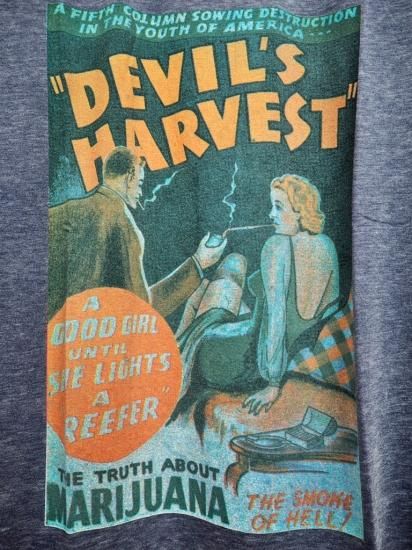 A FIFTH COLUMN SOWING DESTRUCTION
IN THE YOUTH OF AMERICA...
"DEVIL'S
HARVEST"
A
GOOD GIRL
UNTIL
SHE LIGHTS
A
REEFER"
THE TRUTH ABOUT
MARIJUANA
THE SMOKE
OF HELL!